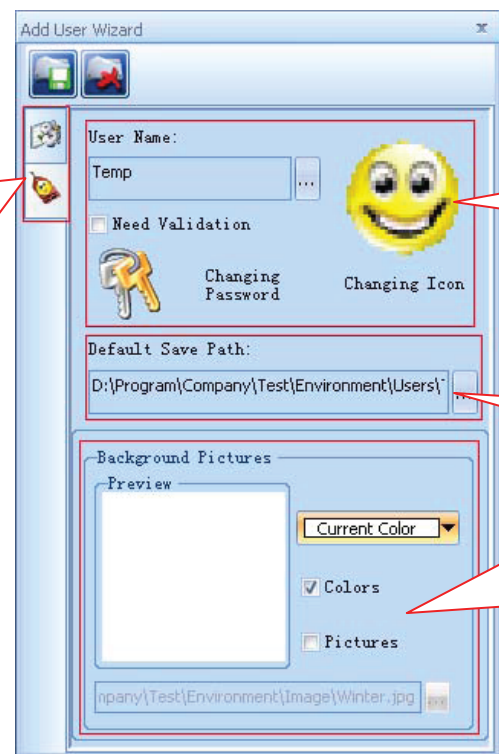 Add User Wizard
User Name:
Temp
...
Need Validation
Changing
Password
Changing Icon
Default Save Path:
D:\Program\Company\Test\Environment\Users\
...
Background Pictures
Preview
Current Color
Colors
Pictures
npany\Test\Environment\Image\Winter.jpg
...